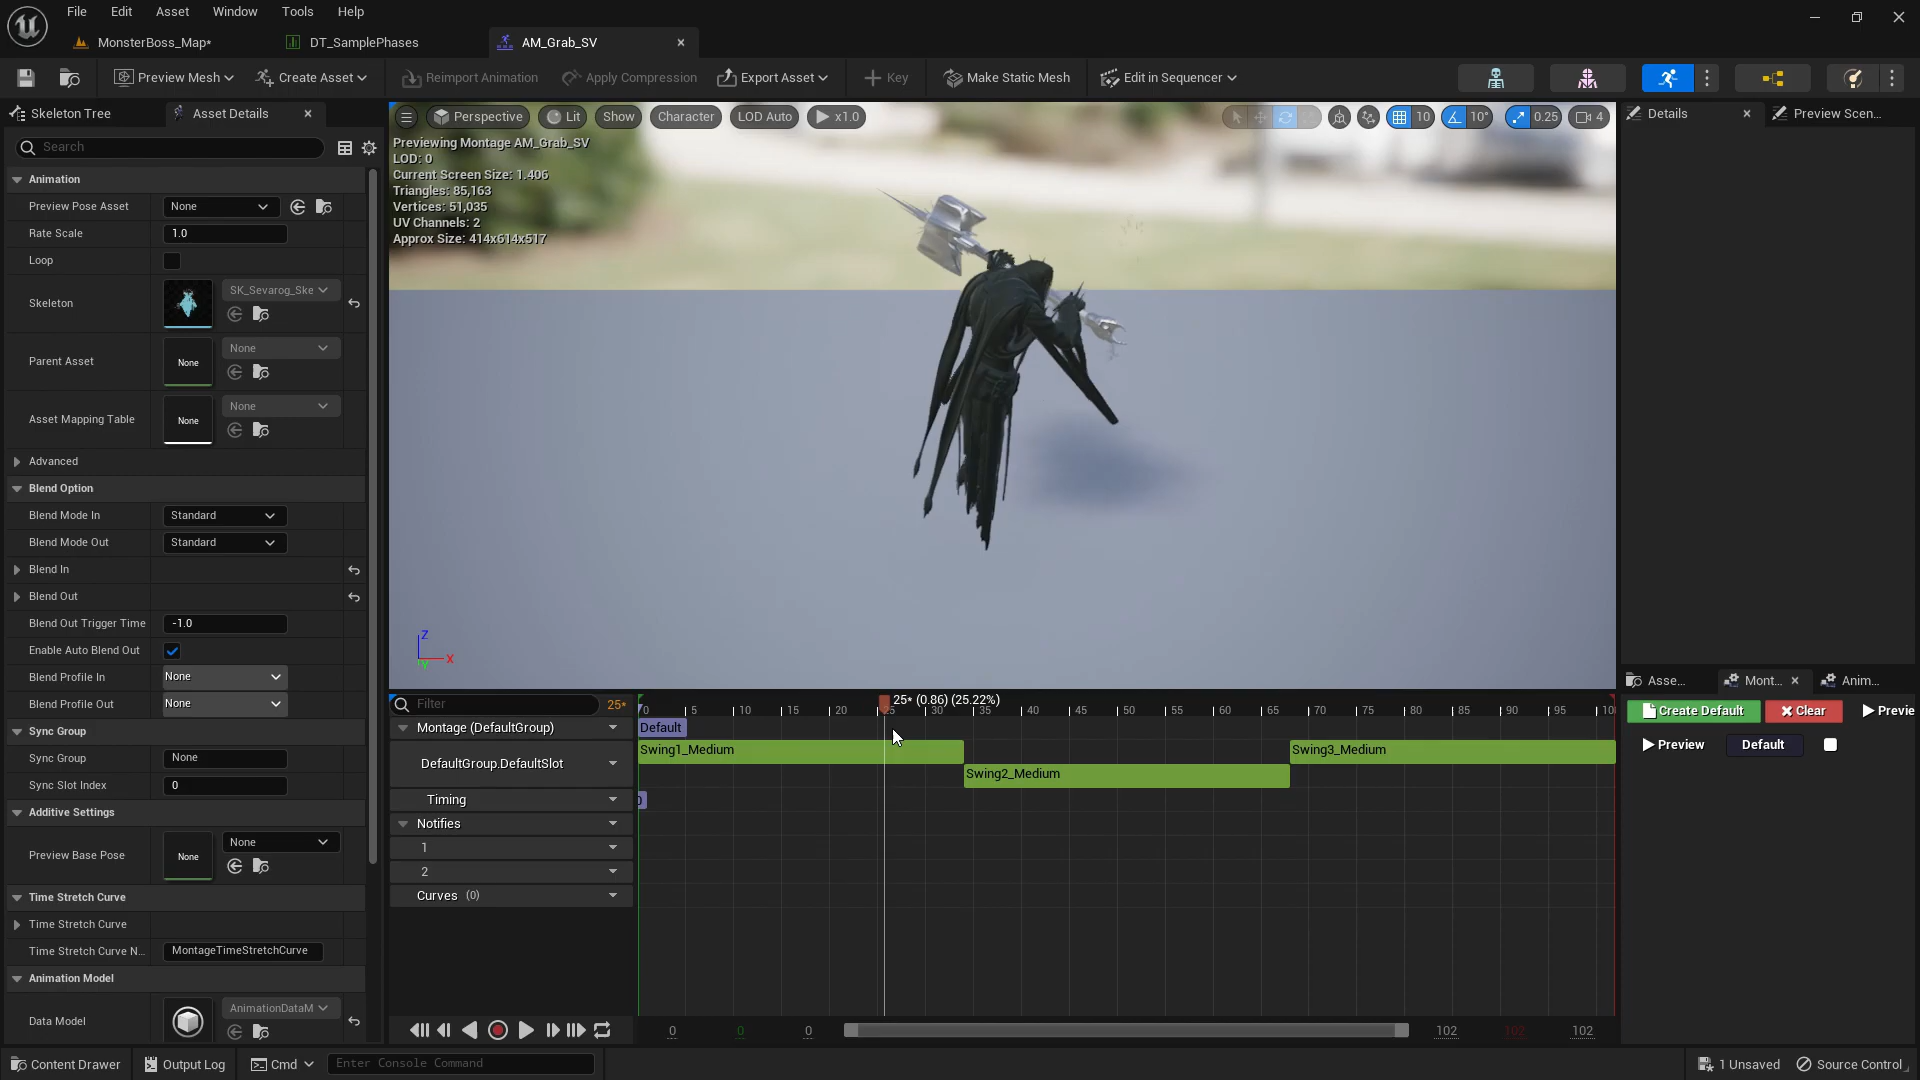 File Edit Asset Window Tools Help
MonsterBoss_Map*
DT_SamplePhases
AM_Grab_SV
Preview Mesh
Create Asset
Reimport Animation
Apply Compression
Export Asset
Key
Make Static Mesh
Edit in Sequencer
Skeleton Tree
Asset Details
Search
Animation
Preview Pose Asset None
Rate Scale 1.0
Loop
Skeleton SK_Sevarog_Ske
Parent Asset None None
Asset Mapping Table None None
Advanced
Blend Option
Blend Mode In Standard
Blend Mode Out Standard
Blend In
Blend Out
Blend Out Trigger Time -1.0
Enable Auto Blend Out
Blend Profile In None
Blend Profile Out None
Sync Group
Sync Group None
Sync Slot Index 0
Additive Settings
Preview Base Pose None None
Time Stretch Curve
Time Stretch Curve
Time Stretch Curve N... MontageTimeStretchCurve
Animation Model
Data Model AnimationDataM
Perspective Lit Show Character LOD Auto x1.0
10 10° 0.25 4
Previewing Montage AM_Grab_SV
LOD: 0
Current Screen Size: 1.406
Triangles: 85,163
Vertices: 51,035
UV Channels: 2
Approx Size: 414x614x517
Z
X
Y
Filter 25*
25* (0.86) (25.22%)
0 5 10 15 20 25 30 35 40 45 50 55 60 65 70 75 80 85 90 95 10
Montage (DefaultGroup)
Default
DefaultGroup.DefaultSlot
Swing1_Medium
Swing2_Medium
Swing3_Medium
Timing
Notifies
1
2
Curves (0)
0 0 0 102 102 102
Details
Preview Scen...
Asse...
Mont...
Anim...
Create Default Clear Previe
Preview Default
Content Drawer Output Log Cmd Enter Console Command
1 Unsaved Source Control